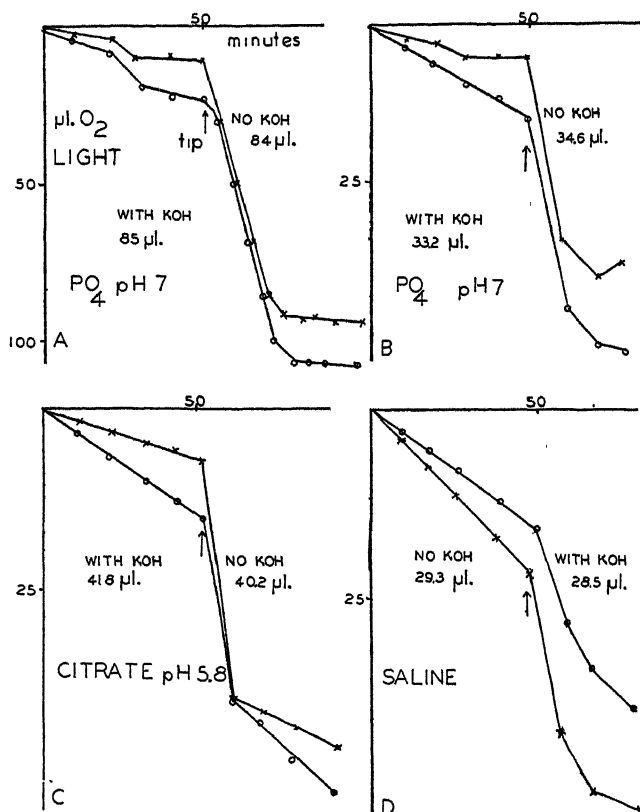 50
minutes
µl. O2
LIGHT
tip
NO KOH
84 µl.
50
WITH KOH
85 µl.
PO4 pH 7
100
A
50
NO KOH
34.6 µl.
25
WITH KOH
33.2 µl.
PO4 pH 7
B
50
WITH KOH
41.8 µl.
NO KOH
40.2 µl.
25
CITRATE pH 5.8
C
50
NO KOH
29.3 µl.
WITH KOH
28.5 µl.
25
SALINE
D